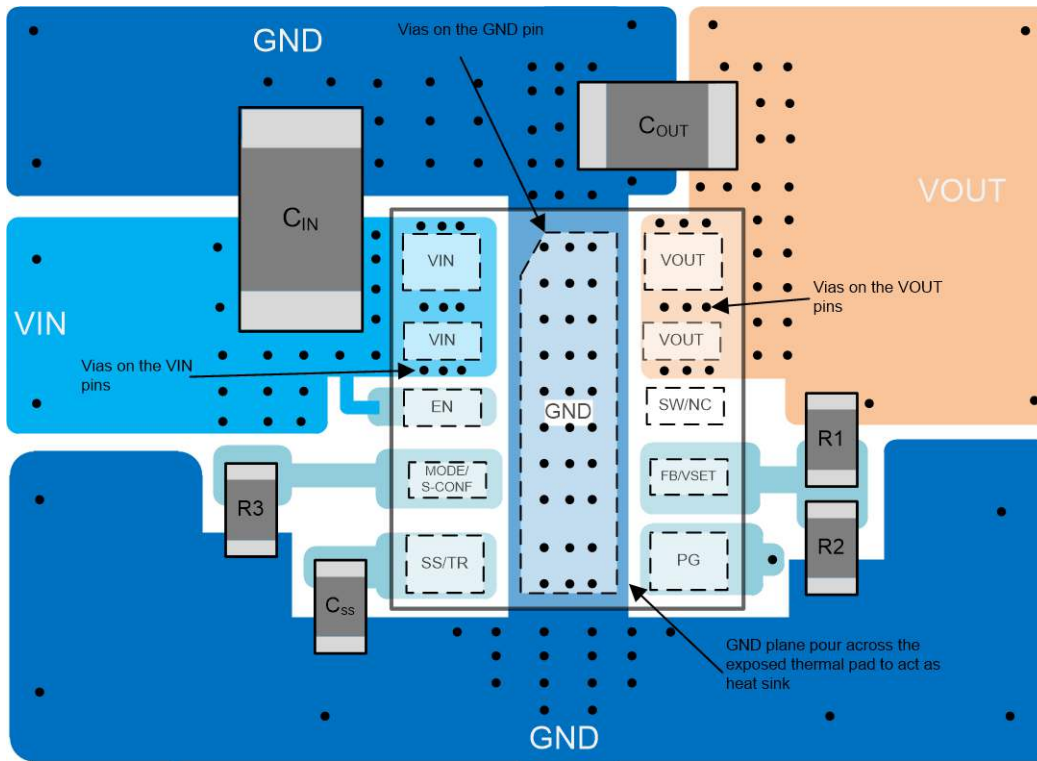 Vias on the GND pin
GND
COUT
VOUT
CIN
VIN
VIN
VOUT
Vias on the VOUT
pins
VIN
VOUT
Vias on the VIN
pins
EN
GND
SW/NC
R1
MODE/
S-CONF
FB/VSET
R3
R2
SS/TR
PG
CSS
GND plane pour across the
exposed thermal pad to act as
heat sink
GND